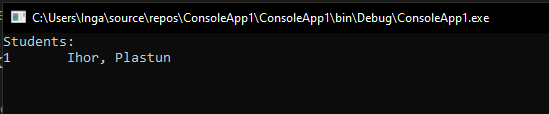 C:\Users\Inga\source\repos\ConsoleApp1\ConsoleApp1\bin\Debug\ConsoleApp1.exe
Students:
1 Ihor, Plastun